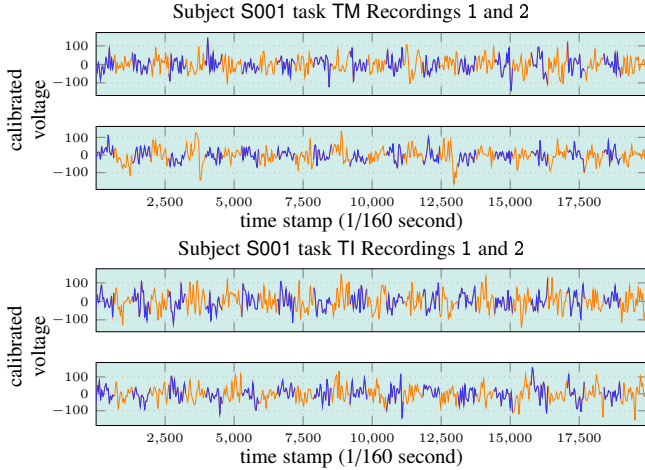 Subject S001 task TM Recordings 1 and 2
100
0
−100
100
0
−100
calibrated
voltage
2,500 5,000 7,500 10,000 12,500 15,000 17,500
time stamp (1/160 second)
Subject S001 task TI Recordings 1 and 2
100
0
−100
100
0
−100
calibrated
voltage
2,500 5,000 7,500 10,000 12,500 15,000 17,500
time stamp (1/160 second)